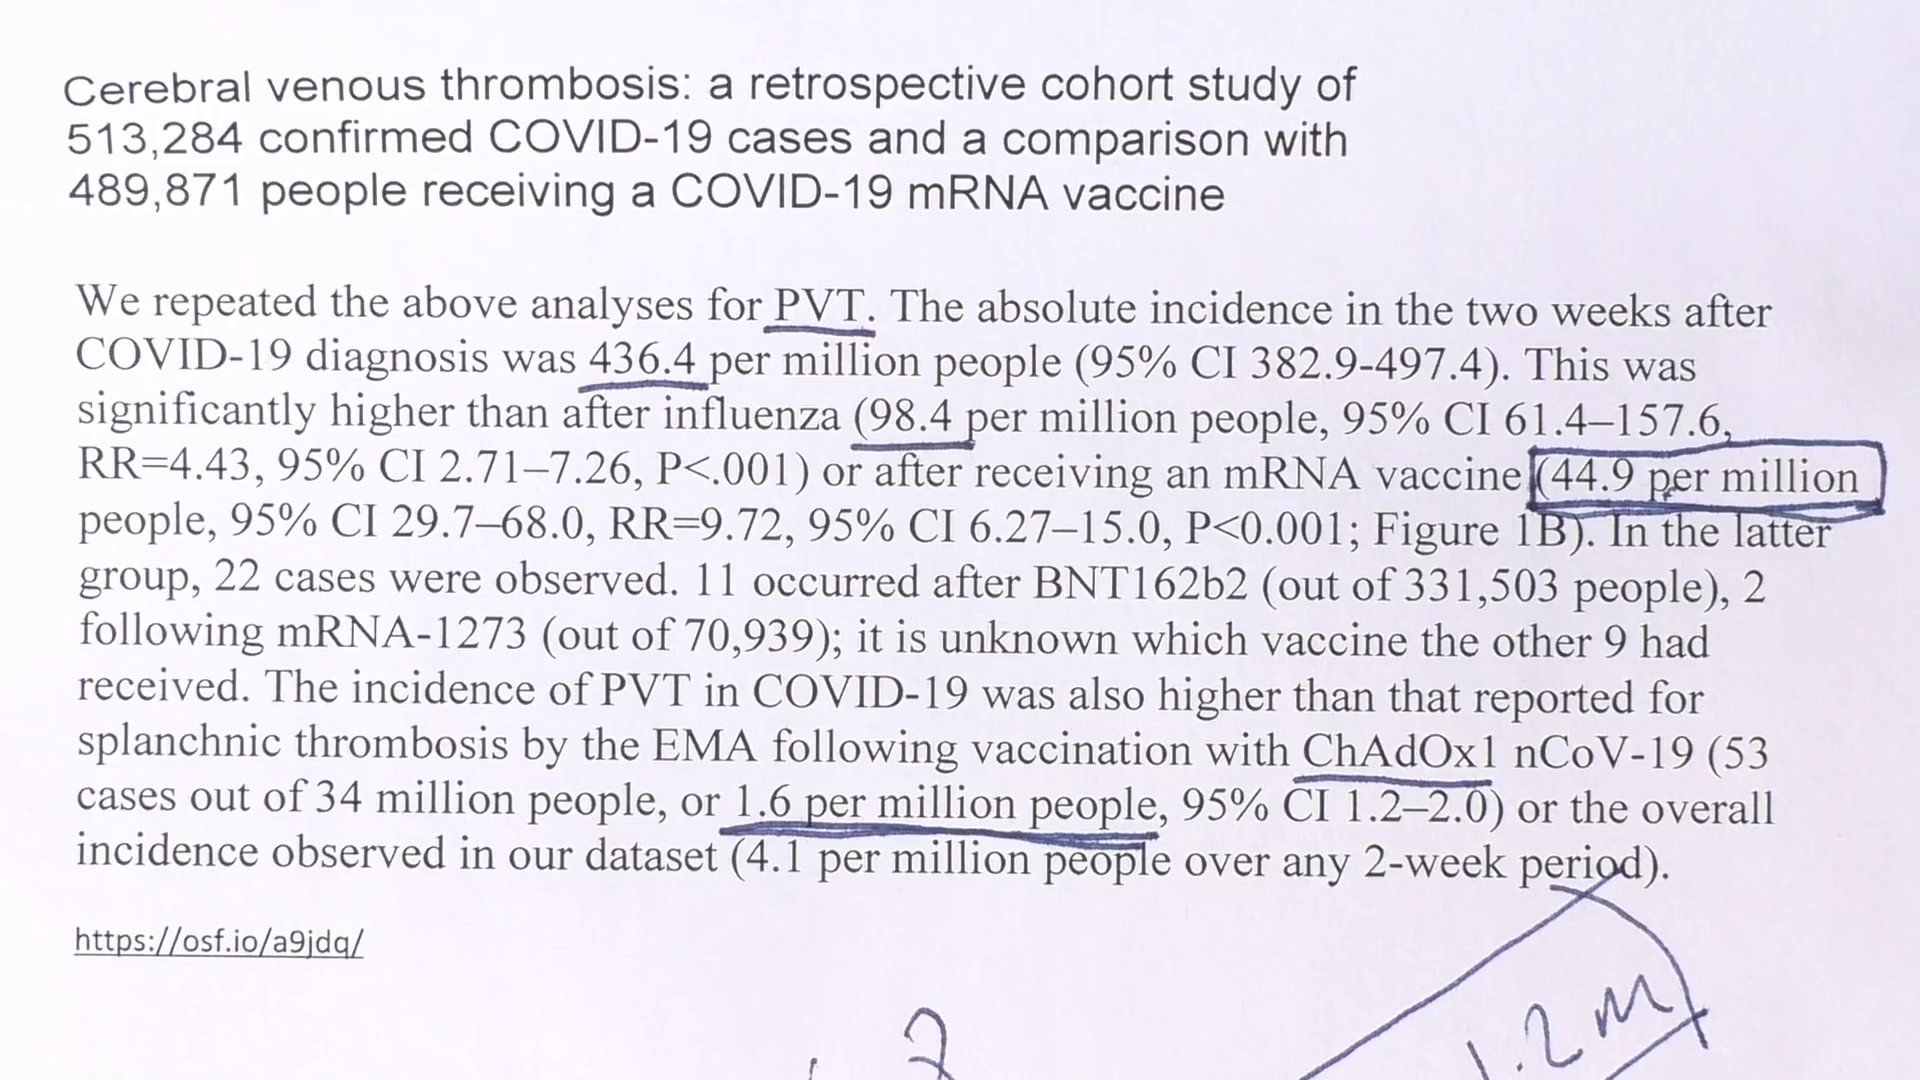 Cerebral venous thrombosis: a retrospective cohort study of
513,284 confirmed COVID-19 cases and a comparison with
489,871 people receiving a COVID-19 mRNA vaccine
We repeated the above analyses for PVT. The absolute incidence in the two weeks after
COVID-19 diagnosis was 436.4 per million people (95% CI 382.9-497.4). This was
significantly higher than after influenza (98.4 per million people, 95% CI 61.4–157.6,
RR=4.43, 95% CI 2.71–7.26, P<.001) or after receiving an mRNA vaccine (44.9 per million
people, 95% CI 29.7–68.0, RR=9.72, 95% CI 6.27–15.0, P<0.001; Figure 1B). In the latter
group, 22 cases were observed. 11 occurred after BNT162b2 (out of 331,503 people), 2
following mRNA-1273 (out of 70,939); it is unknown which vaccine the other 9 had
received. The incidence of PVT in COVID-19 was also higher than that reported for
splanchnic thrombosis by the EMA following vaccination with ChAdOx1 nCoV-19 (53
cases out of 34 million people, or 1.6 per million people, 95% CI 1.2–2.0) or the overall
incidence observed in our dataset (4.1 per million people over any 2-week period).
https://osf.io/a9jdq/
1.2 m